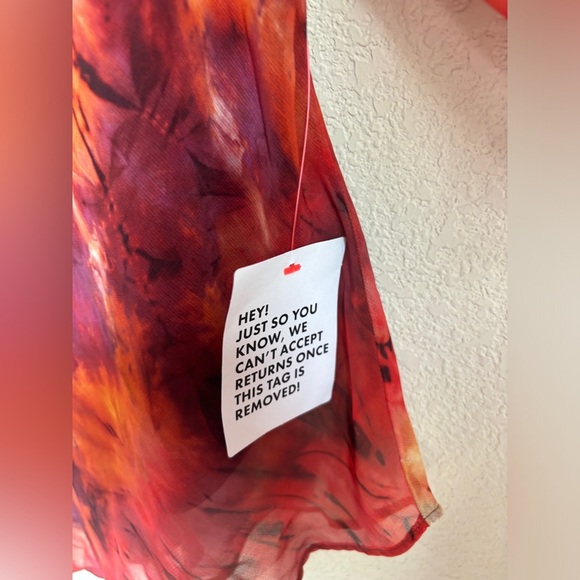 HEY!
JUST SO YOU
KNOW, WE
CAN'T ACCEPT
RETURNS ONCE
THIS TAG IS
REMOVED!